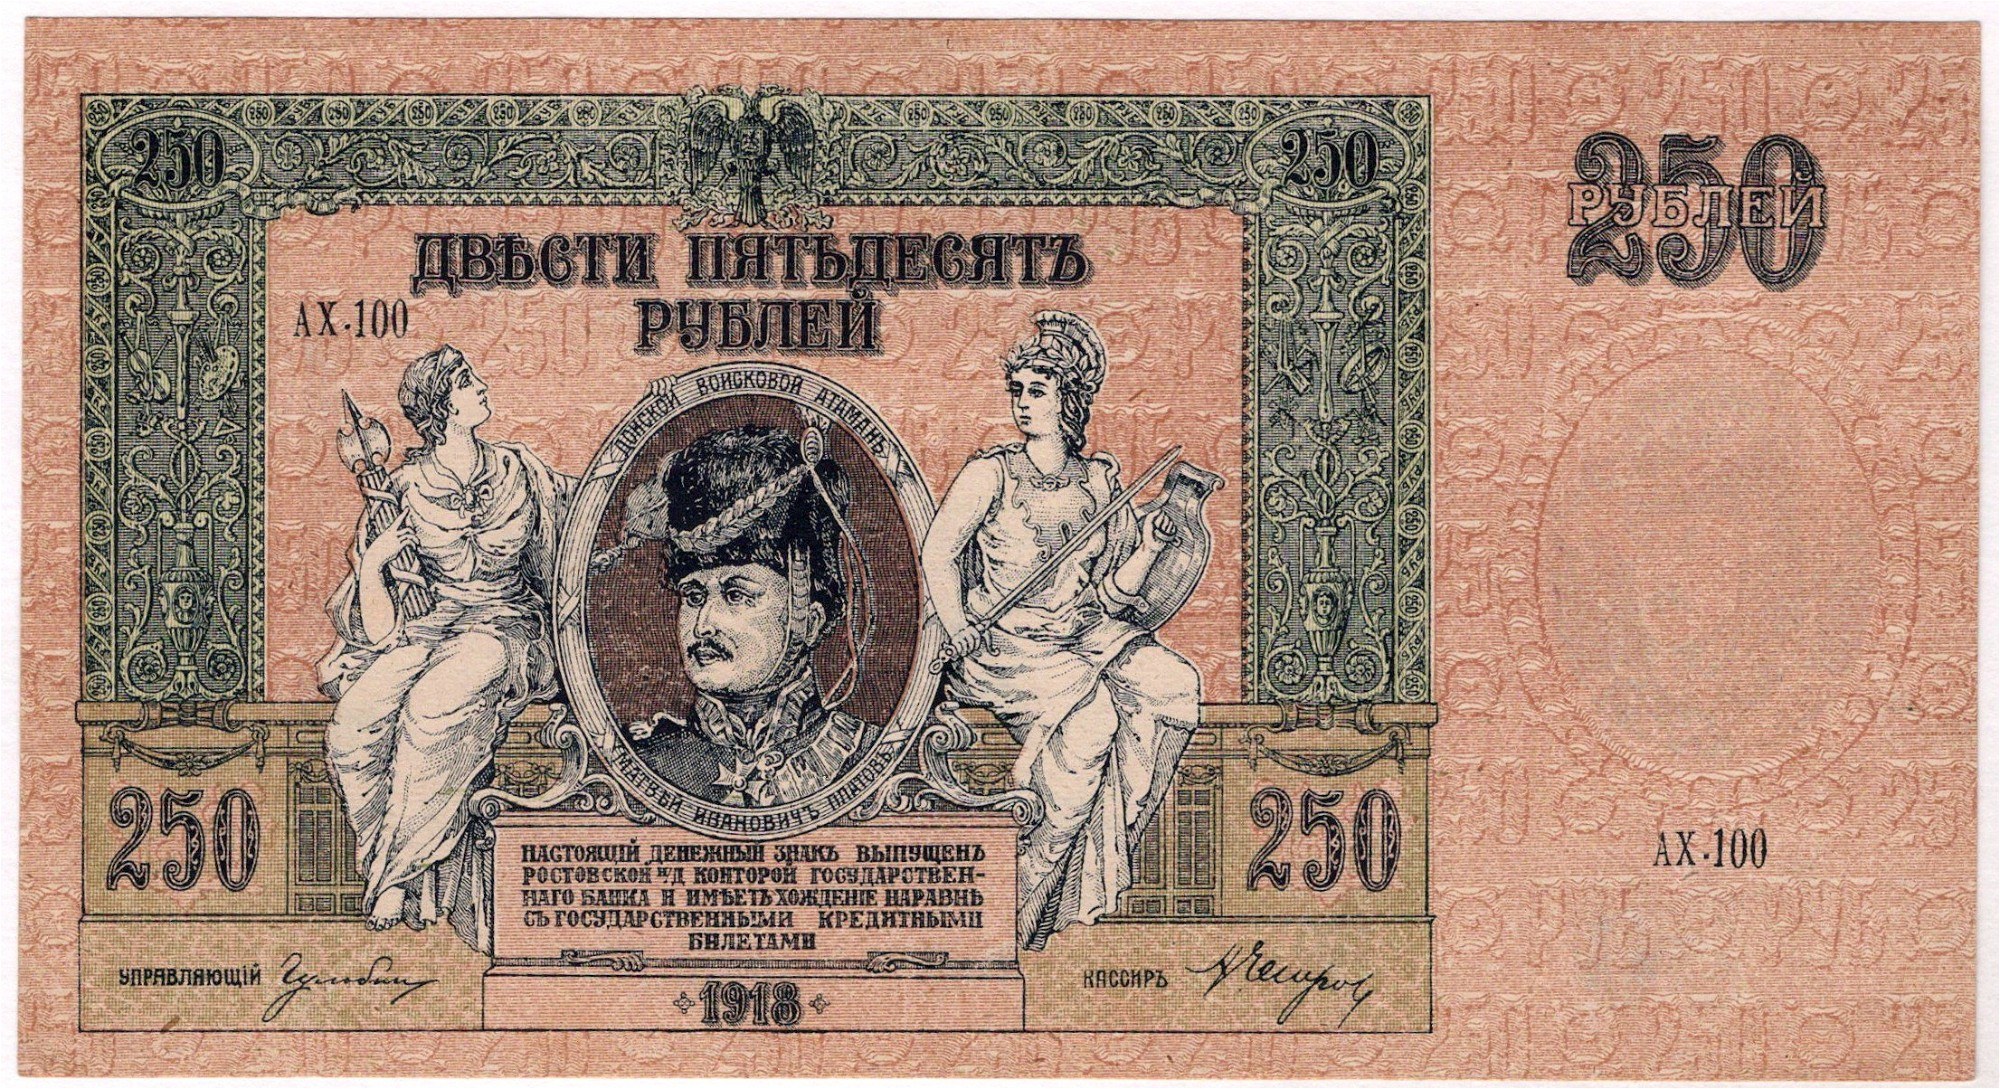 250
250
250
РУБЛЕЙ
ДВѢСТИ ПЯТЬДЕСЯТЪ
РУБЛЕЙ
АХ-100
ДОНСКОЙ ВОЙСКОВОЙ АТАМАНЪ
МАТВѢЙ ИВАНОВИЧЪ ПЛАТОВЪ
250
250
АХ-100
НАСТОЯЩІЙ ДЕНЕЖНЫЙ ЗНАКЪ ВЫПУЩЕНЪ
РОСТОВСКОЙ н/Д КОНТОРОЙ ГОСУДАРСТВЕН-
НАГО БАНКА И ИМѢЕТЪ ХОЖДЕНІЕ НАРАВНѢ
СЪ ГОСУДАРСТВЕННЫМИ КРЕДИТНЫМИ
БИЛЕТАМИ
УПРАВЛЯЮЩІЙ
КАССИРЪ
1918